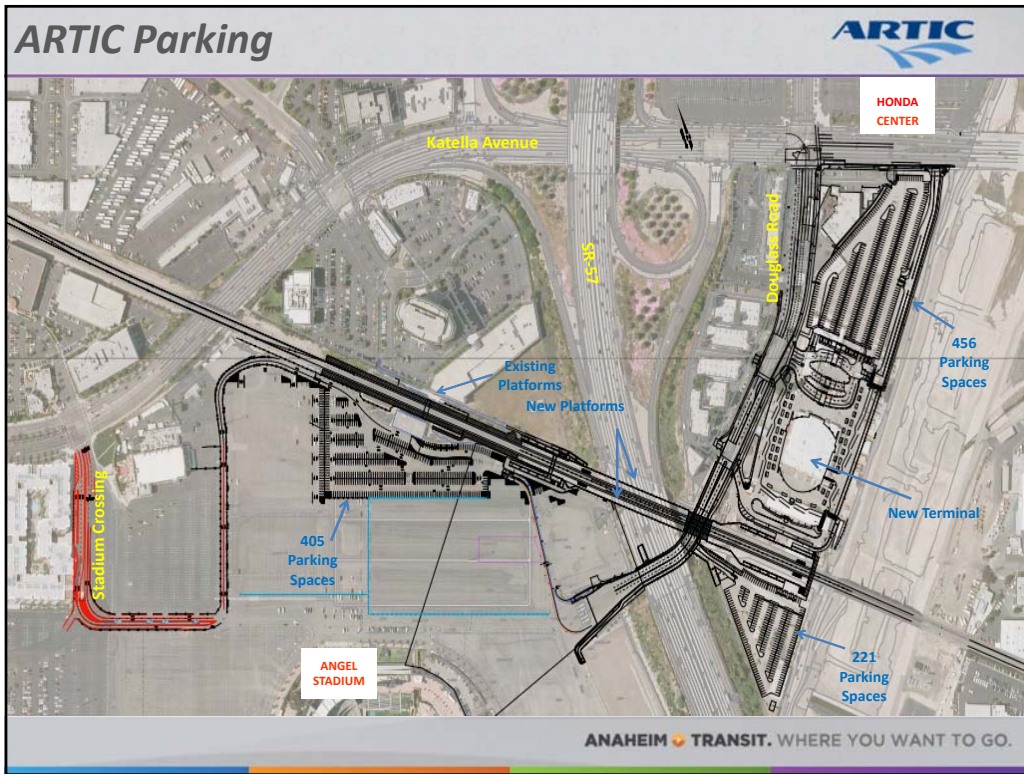 ARTIC Parking
ARTIC
HONDA
CENTER
Katella Avenue
SR-57
Douglass Road
456
Parking
Spaces
Existing
Platforms
New Platforms
New Terminal
Stadium Crossing
405
Parking
Spaces
221
Parking
Spaces
ANGEL
STADIUM
ANAHEIM TRANSIT. WHERE YOU WANT TO GO.